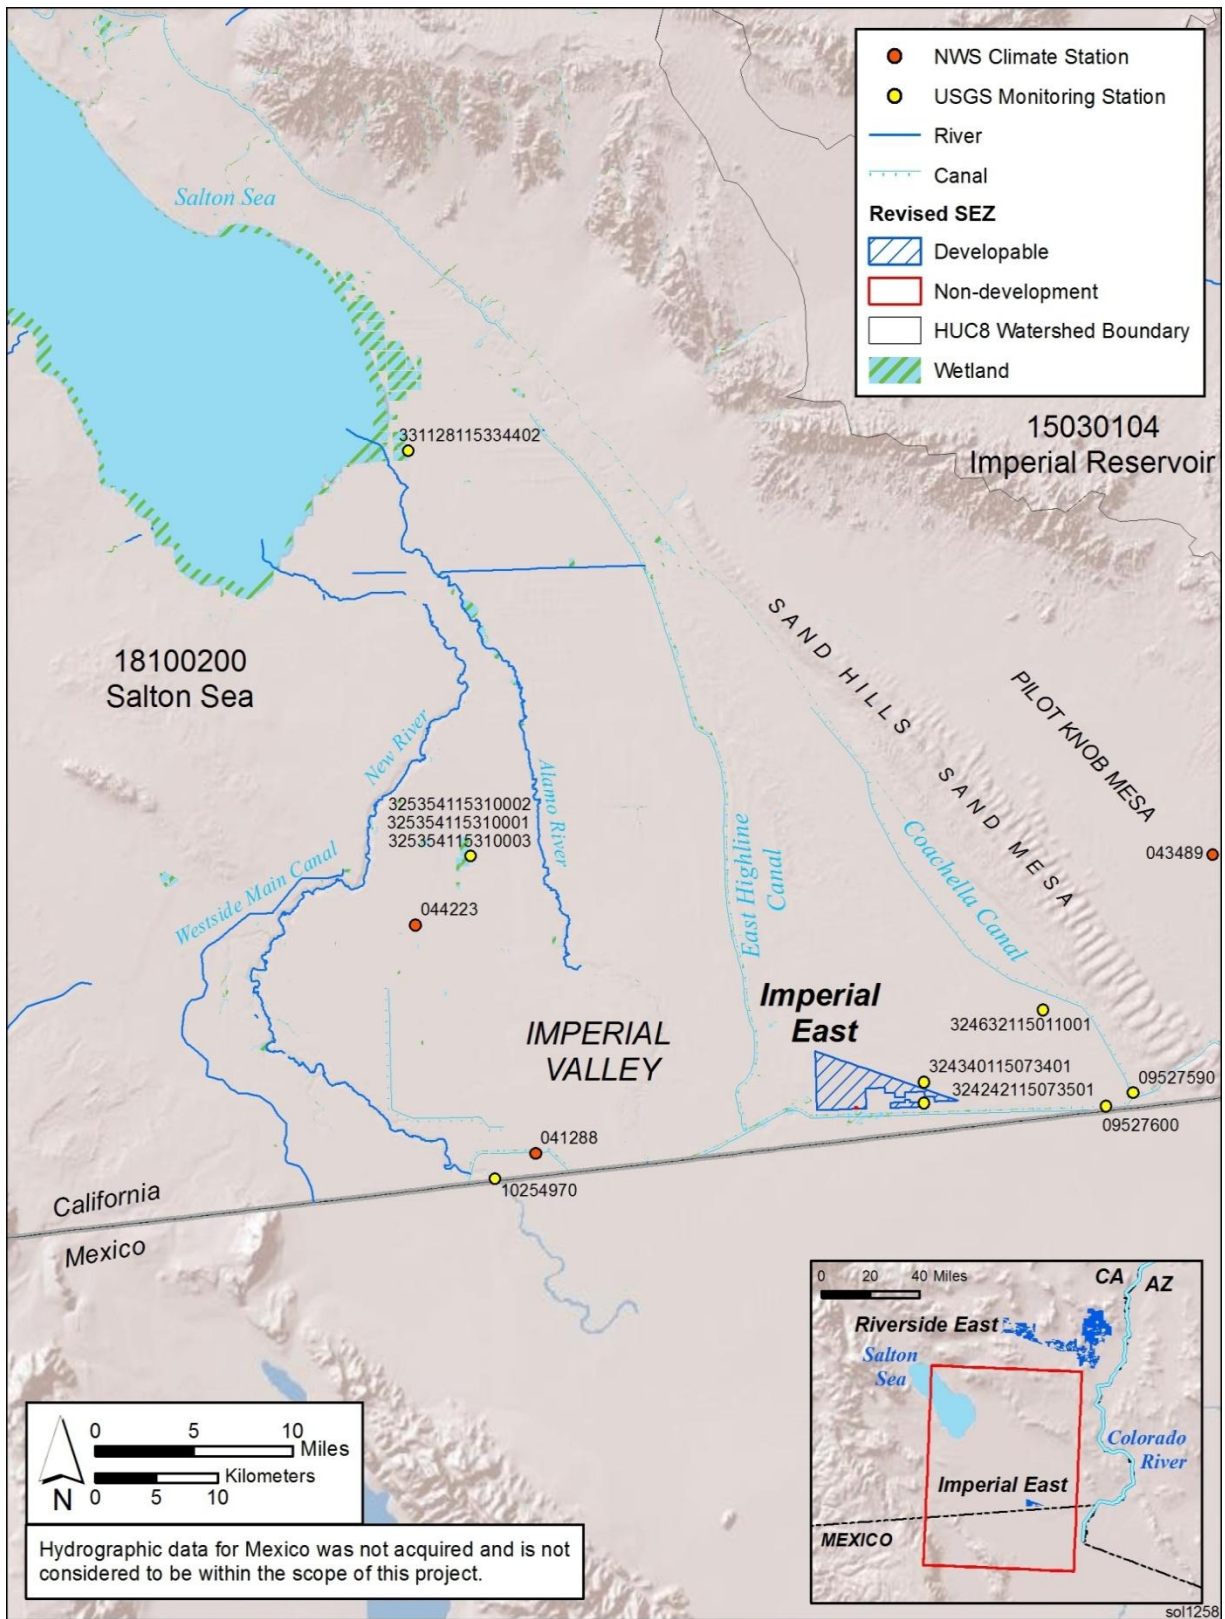 NWS Climate Station
USGS Monitoring Station
River
Canal
Revised SEZ
Developable
Non-development
HUC8 Watershed Boundary
Wetland
Salton Sea
331128115334402
15030104
Imperial Reservoir
18100200
Salton Sea
SAND HILLS
SAND MESA
PILOT KNOB MESA
New River
Alamo River
325354115310002
325354115310001
325354115310003
Westside Main Canal
044223
East Highline
Canal
Coachella Canal
043489
Imperial
East
IMPERIAL
VALLEY
324632115011001
324340115073401
324242115073501
09527590
09527600
041288
10254970
California
Mexico
0 5 10
Miles
Kilometers
0 5 10
N
Hydrographic data for Mexico was not acquired and is not
considered to be within the scope of this project.
0 20 40 Miles
CA AZ
Riverside East
Salton
Sea
Colorado
River
Imperial East
MEXICO
sol1258